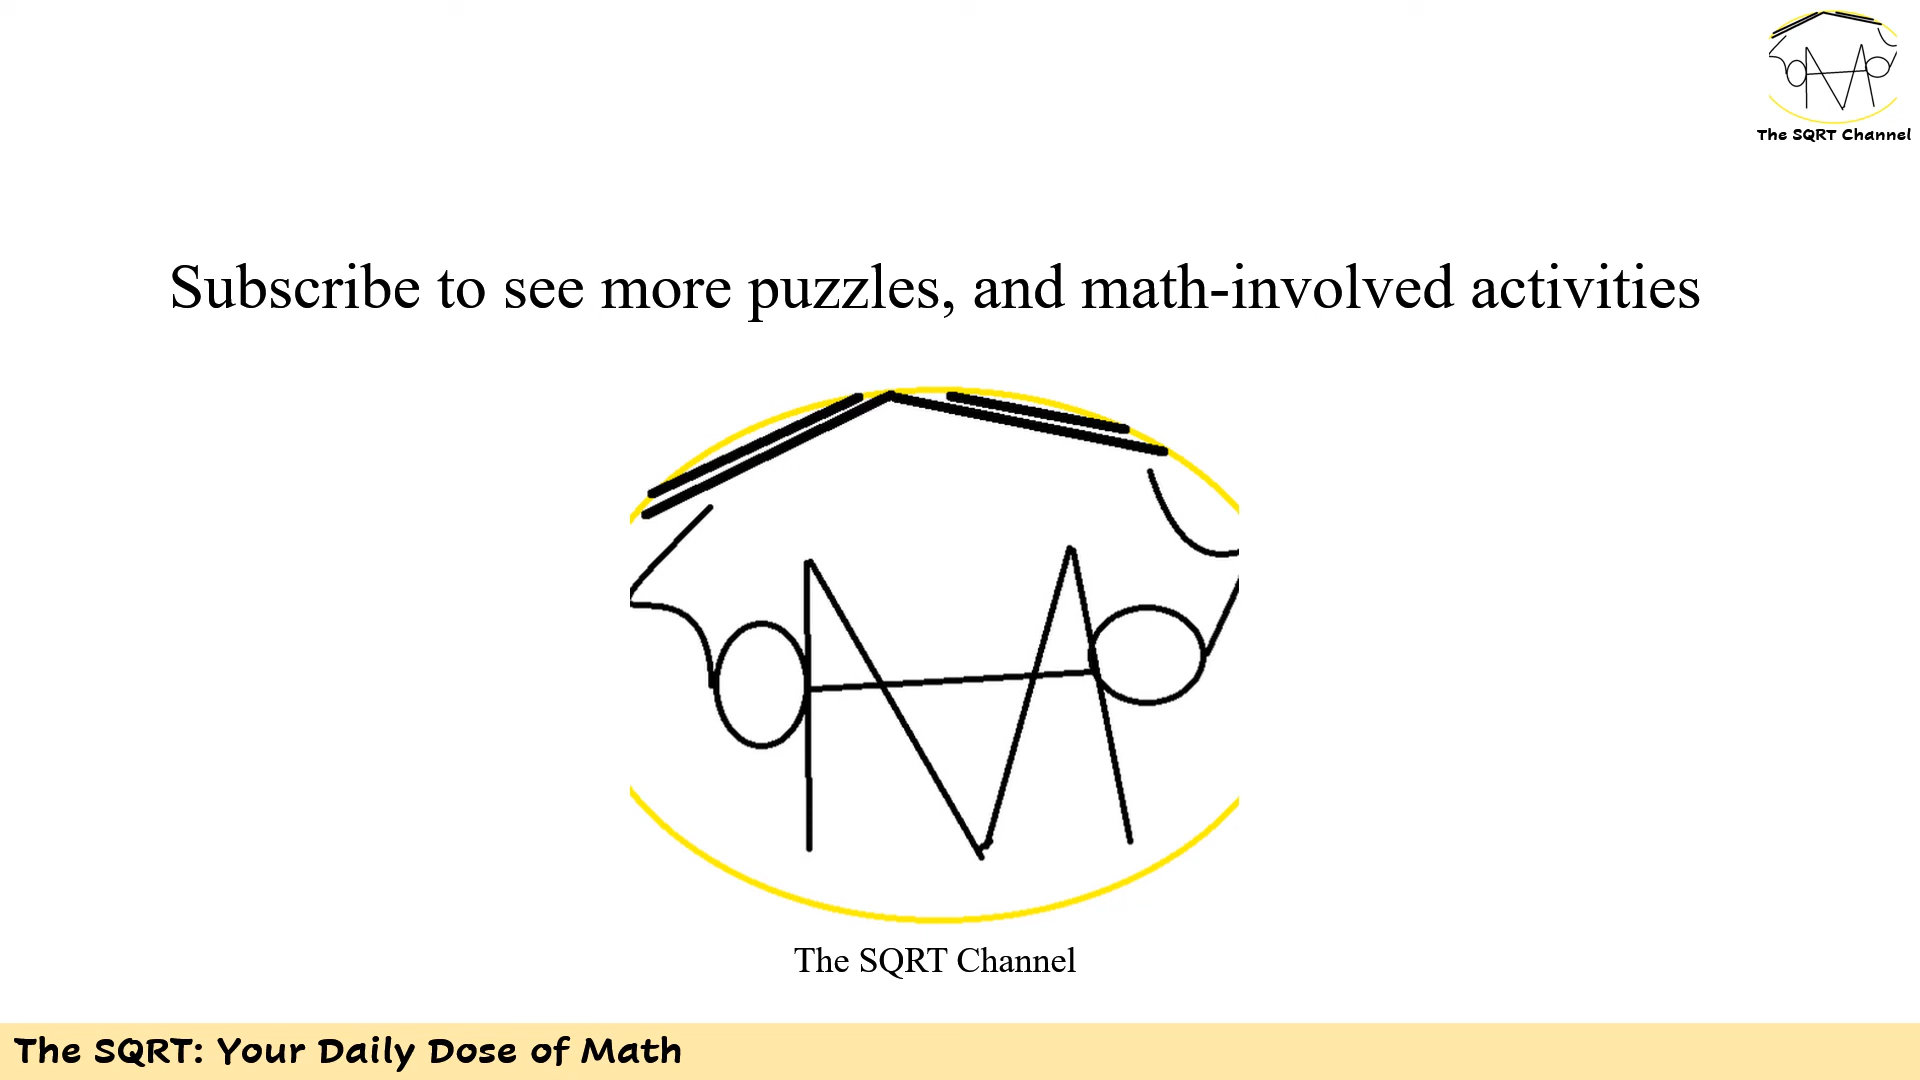 The SQRT Channel
Subscribe to see more puzzles, and math-involved activities
The SQRT Channel
The SQRT: Your Daily Dose of Math